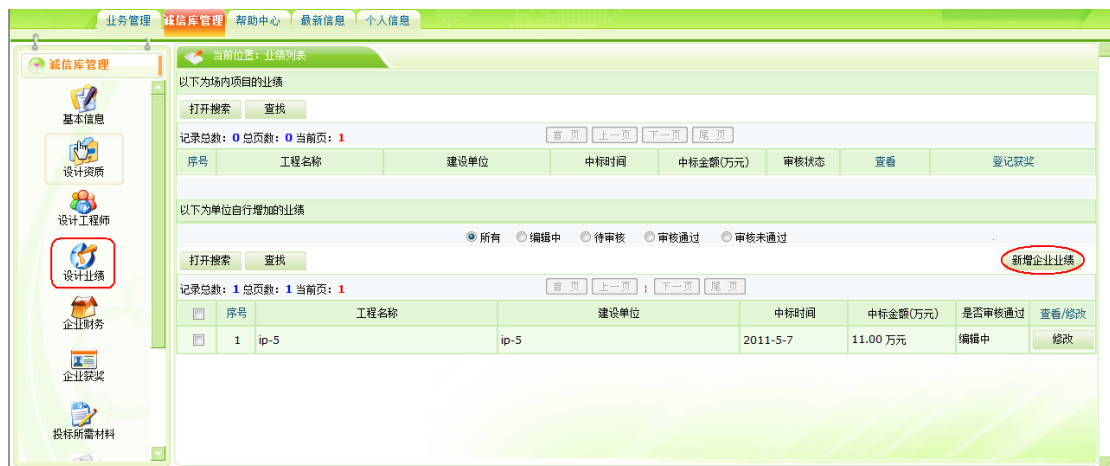 业务管理 诚信库管理 帮助中心 最新信息 个人信息
诚信库管理
基本信息
设计资质
设计工程师
设计业绩
企业财务
企业获奖
投标所需材料
当前位置：业绩列表
以下为场内项目的业绩
打开搜索 查找
记录总数：0 总页数：0 当前页：1 首 页 上一页 下一页 尾 页
序号 工程名称 建设单位 中标时间 中标金额(万元) 审核状态 查看 登记获奖
以下为单位自行增加的业绩
所有 编辑中 待审核 审核通过 审核未通过
打开搜索 查找 新增企业业绩
记录总数：1 总页数：1 当前页：1 首 页 上一页 下一页 尾 页
序号 工程名称 建设单位 中标时间 中标金额(万元) 是否审核通过 查看/修改
1 ip-5 ip-5 2011-5-7 11.00 万元 编辑中 修改